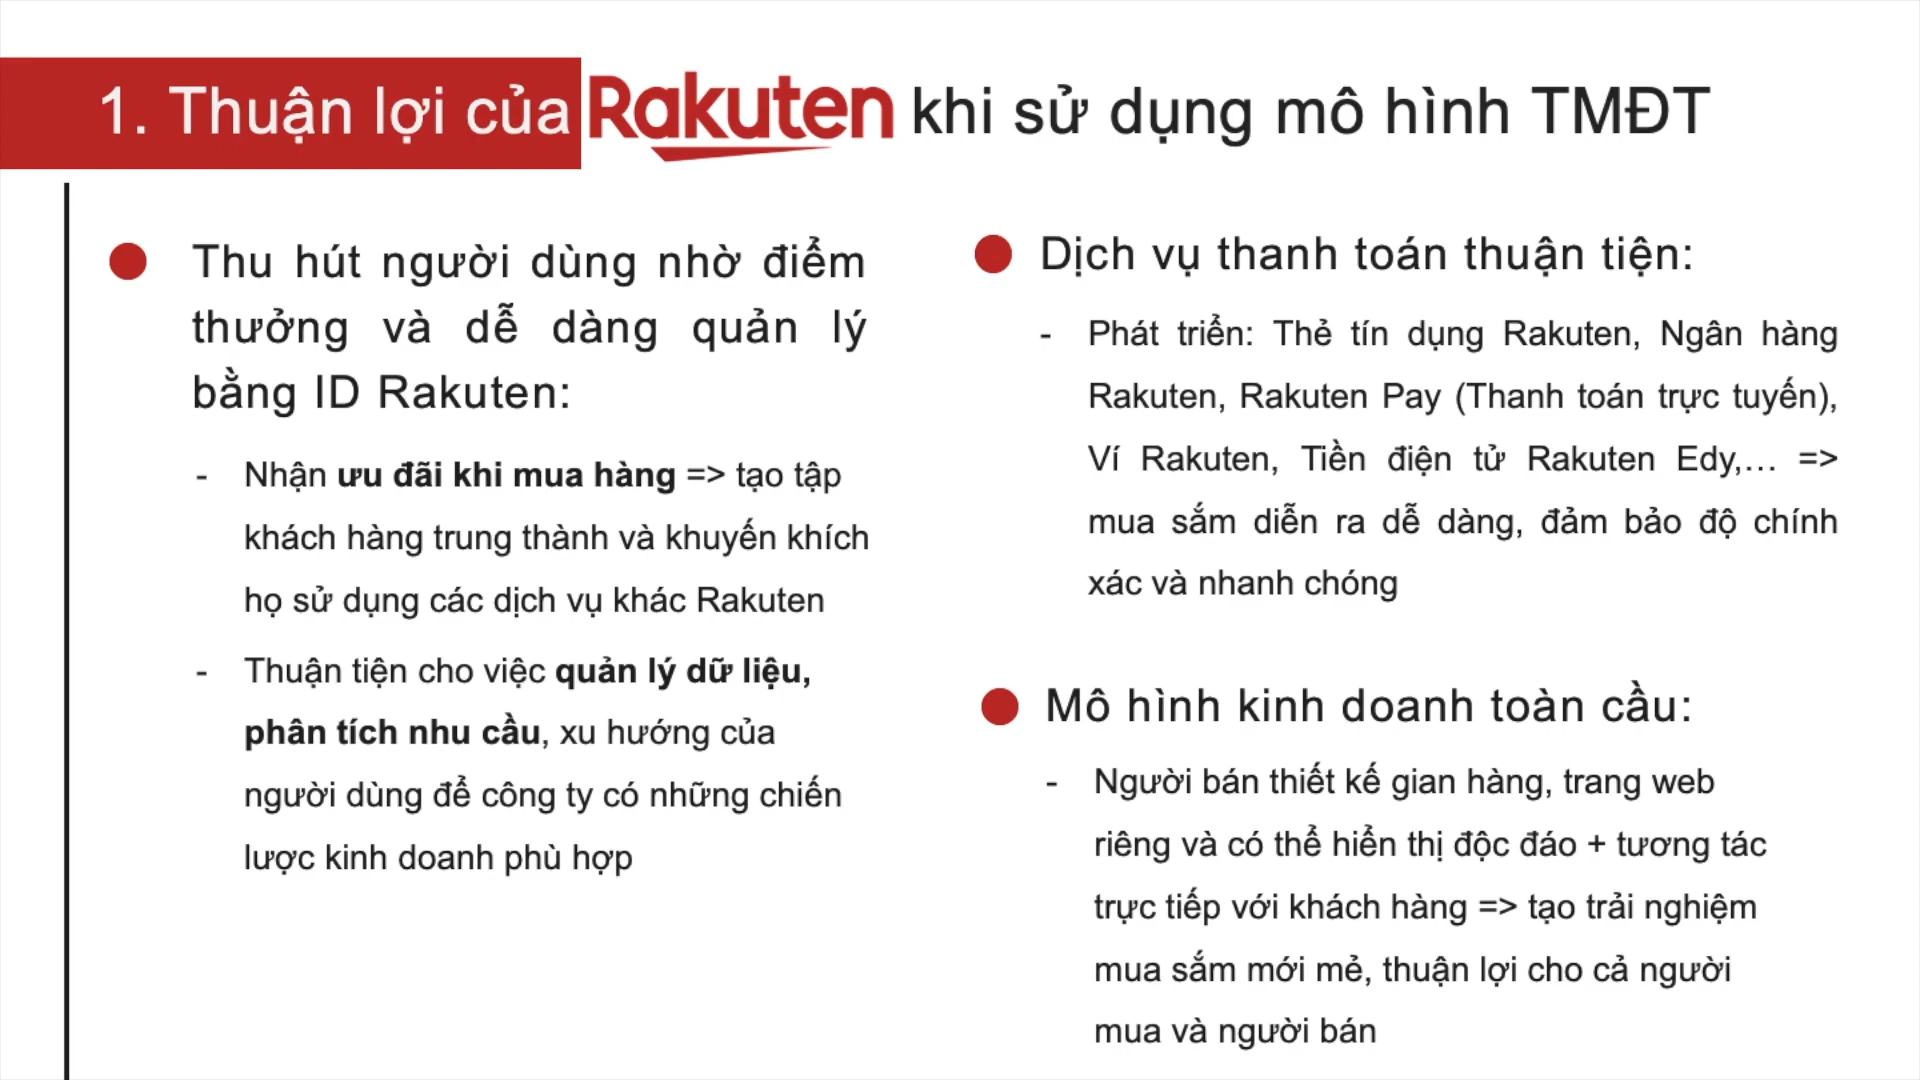 1. Thuận lợi của Rakuten khi sử dụng mô hình TMĐT
Thu hút người dùng nhờ điểm
thưởng và dễ dàng quản lý
bằng ID Rakuten:
- Nhận ưu đãi khi mua hàng => tạo tập
khách hàng trung thành và khuyến khích
họ sử dụng các dịch vụ khác Rakuten
- Thuận tiện cho việc quản lý dữ liệu,
phân tích nhu cầu, xu hướng của
người dùng để công ty có những chiến
lược kinh doanh phù hợp
Dịch vụ thanh toán thuận tiện:
- Phát triển: Thẻ tín dụng Rakuten, Ngân hàng
Rakuten, Rakuten Pay (Thanh toán trực tuyến),
Ví Rakuten, Tiền điện tử Rakuten Edy,… =>
mua sắm diễn ra dễ dàng, đảm bảo độ chính
xác và nhanh chóng
Mô hình kinh doanh toàn cầu:
- Người bán thiết kế gian hàng, trang web
riêng và có thể hiển thị độc đáo + tương tác
trực tiếp với khách hàng => tạo trải nghiệm
mua sắm mới mẻ, thuận lợi cho cả người
mua và người bán